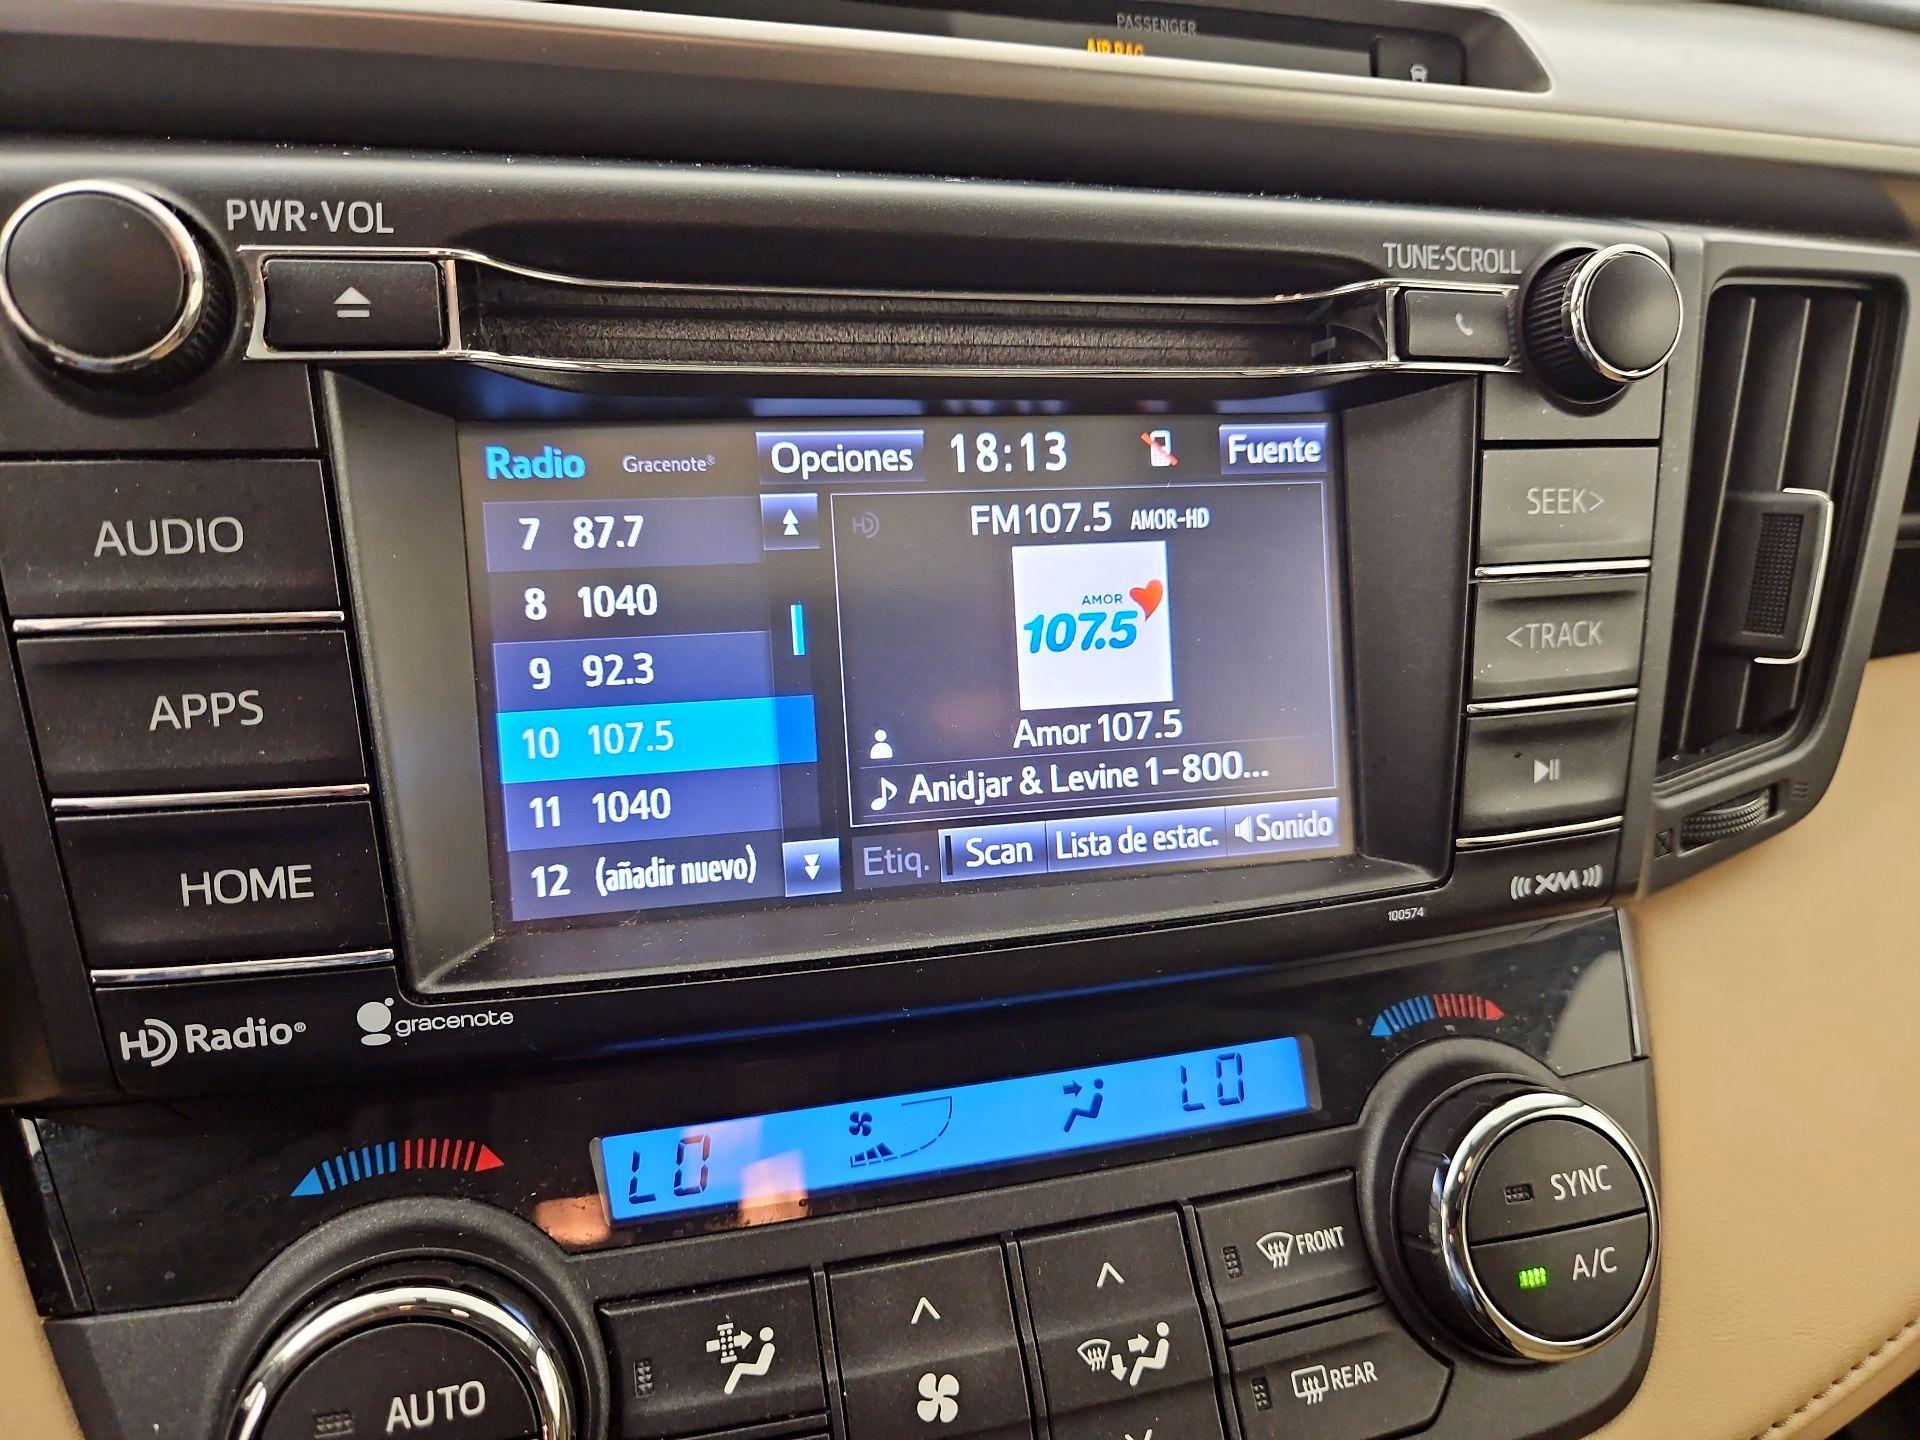 PASSENGER
AIR BAG
PWR·VOL
TUNE·SCROLL
AUDIO
APPS
HOME
Radio
Gracenote®
Opciones
18:13
Fuente
7 87.7
8 1040
9 92.3
10 107.5
11 1040
12 (añadir nuevo)
HD
FM107.5 AMOR-HD
AMOR
107.5
Amor 107.5
Anidjar & Levine 1-800...
Etiq.
Scan
Lista de estac.
Sonido
SEEK>
<TRACK
XM
100574
HD Radio®
gracenote
LO
LO
SYNC
A/C
FRONT
REAR
AUTO